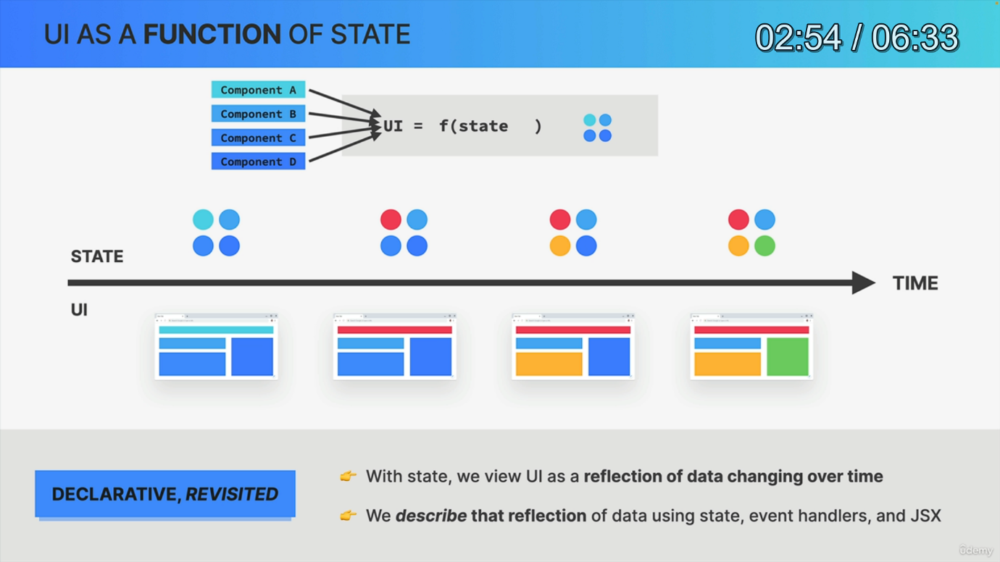 UI AS A FUNCTION OF STATE
02:54 / 06:33
Component A
Component B
Component C
Component D
UI = f(state )
STATE
TIME
UI
DECLARATIVE, REVISITED
👉 With state, we view UI as a reflection of data changing over time
👉 We describe that reflection of data using state, event handlers, and JSX
ûdemy